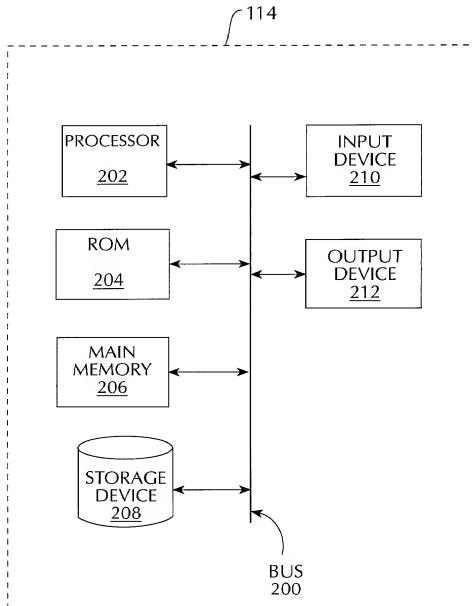 114
PROCESSOR
202
INPUT
DEVICE
210
ROM
204
OUTPUT
DEVICE
212
MAIN
MEMORY
206
STORAGE
DEVICE
208
BUS
200